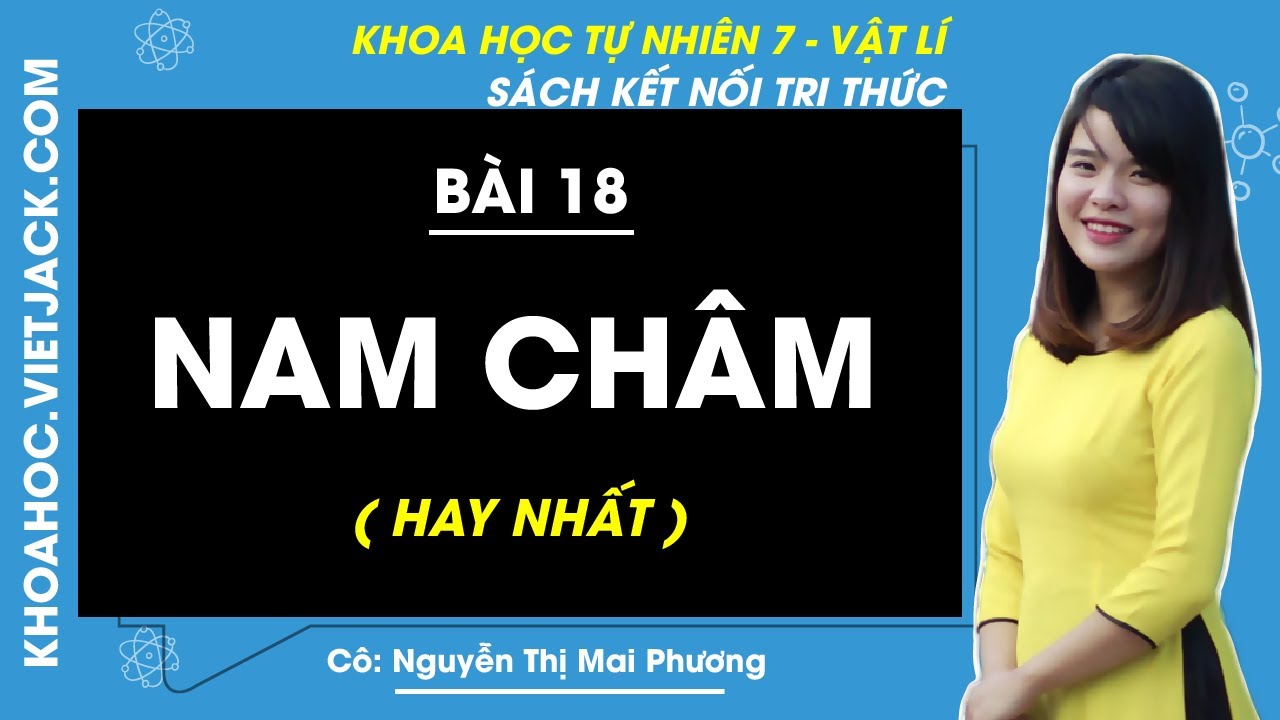 KHOA HỌC TỰ NHIÊN 7 - VẬT LÍ
SÁCH KẾT NỐI TRI THỨC
KHOAHOC.VIETJACK.COM
BÀI 18
NAM CHÂM
( HAY NHẤT )
Cô: Nguyễn Thị Mai Phương